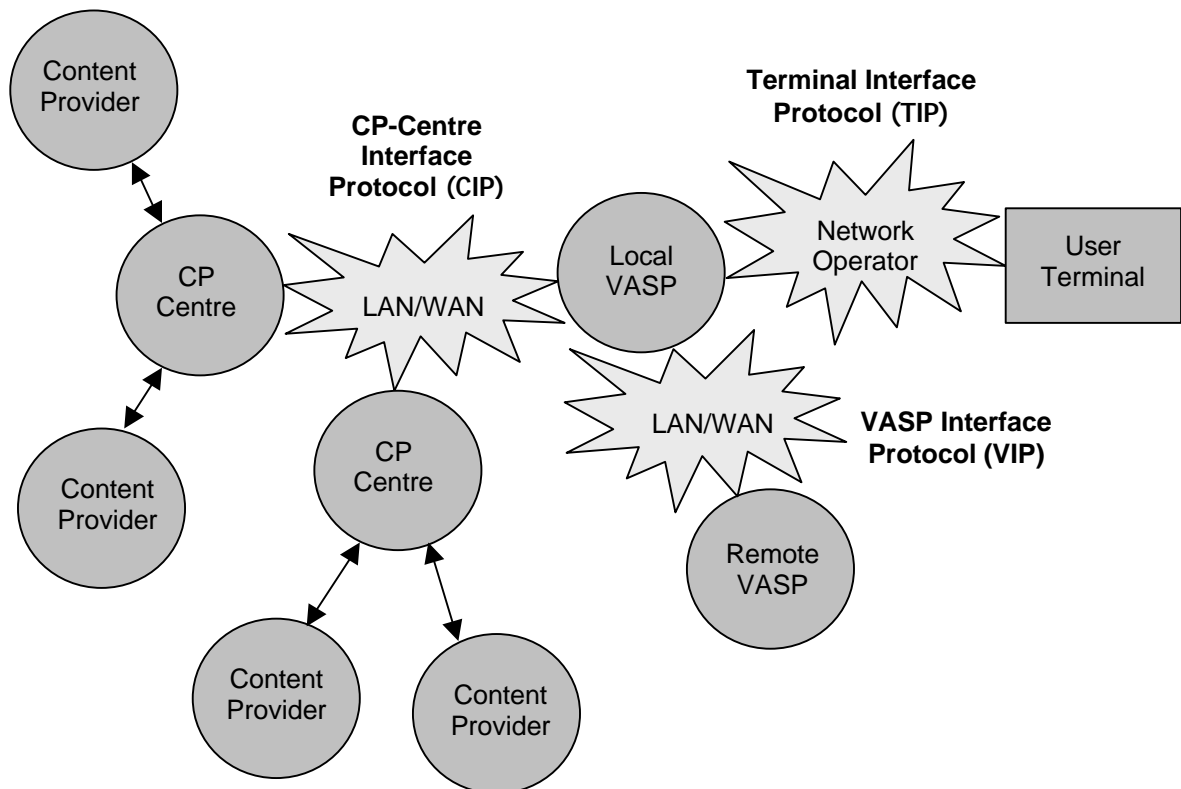 Content
Provider
Terminal Interface
Protocol (TIP)
CP-Centre
Interface
Protocol (CIP)
Network
Operator
User
Terminal
Local
VASP
CP
Centre
LAN/WAN
LAN/WAN
VASP Interface
Protocol (VIP)
CP
Centre
Content
Provider
Remote
VASP
Content
Provider
Content
Provider